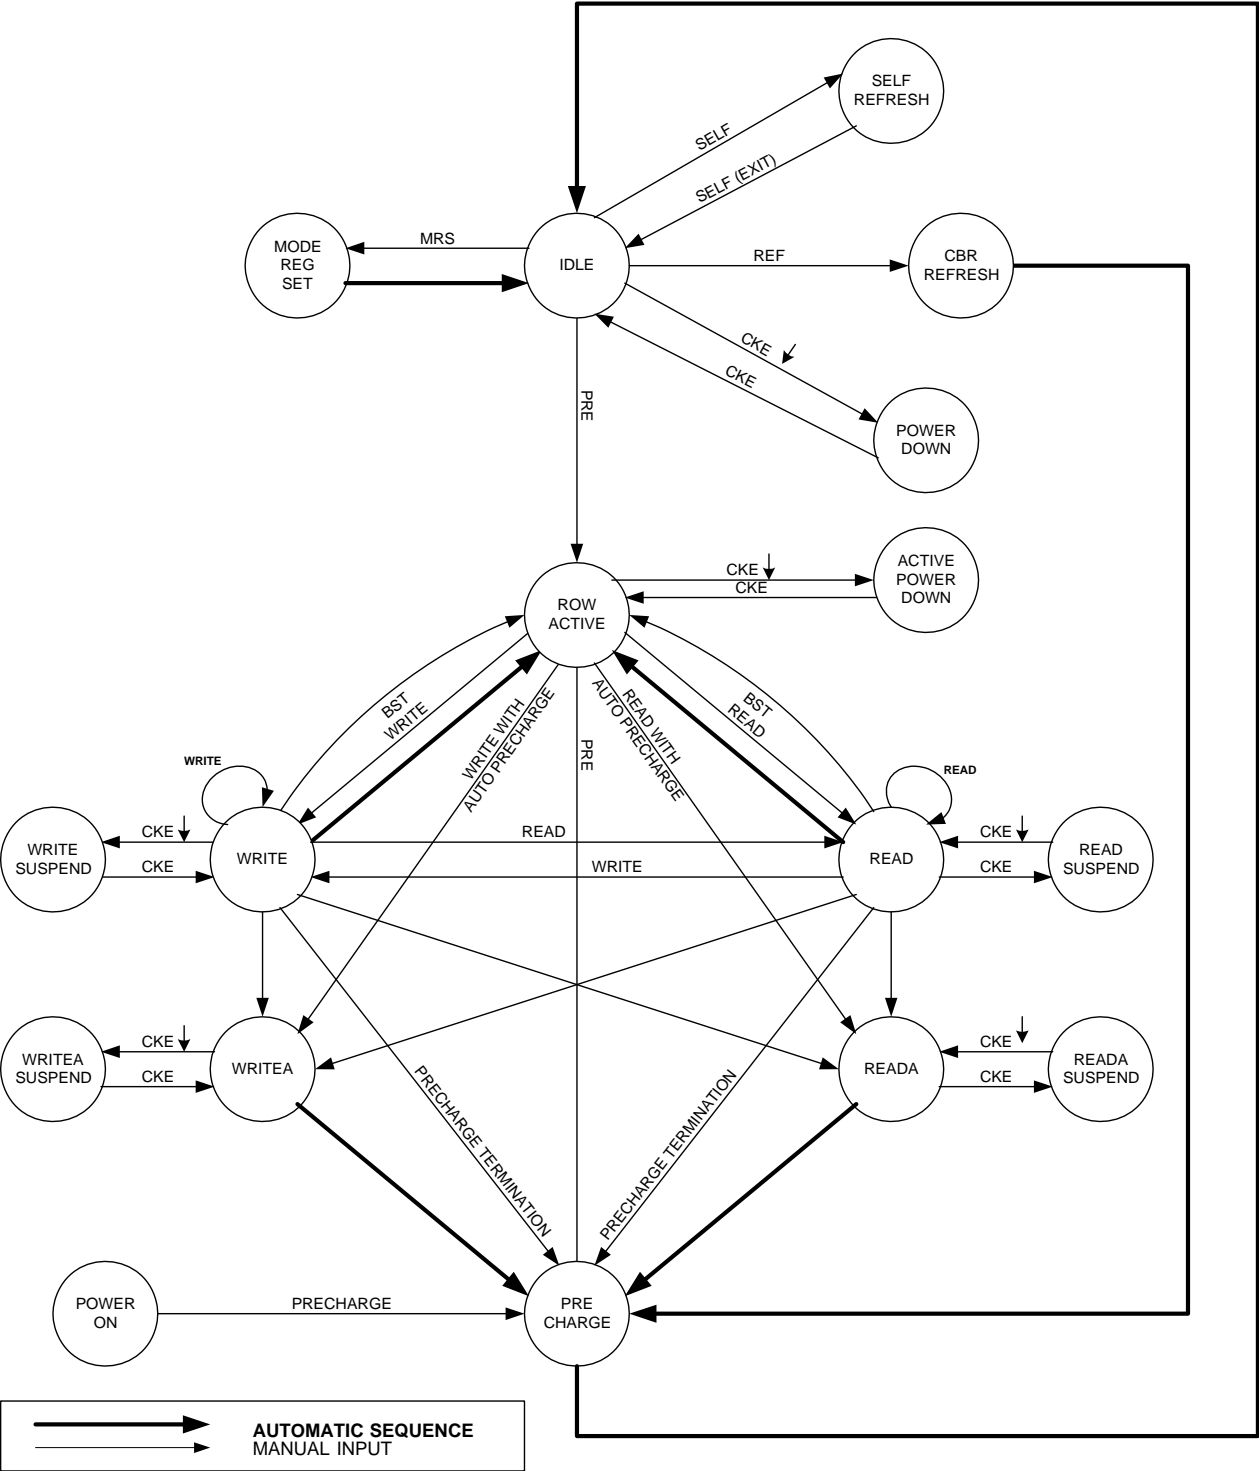 SELF
REFRESH
SELF
SELF (EXIT)
MODE
REG
SET
MRS
IDLE
REF
CBR
REFRESH
CKE
CKE
PRE
POWER
DOWN
ACTIVE
POWER
DOWN
CKE
CKE
ROW
ACTIVE
BST
WRITE
WRITE WITH
AUTO PRECHARGE
PRE
READ WITH
AUTO PRECHARGE
BST
READ
WRITE
READ
WRITE
SUSPEND
CKE
CKE
WRITE
READ
WRITE
READ
CKE
CKE
READ
SUSPEND
WRITEA
SUSPEND
CKE
CKE
WRITEA
READA
CKE
CKE
READA
SUSPEND
PRECHARGE TERMINATION
PRECHARGE TERMINATION
POWER
ON
PRECHARGE
PRE
CHARGE
AUTOMATIC SEQUENCE
MANUAL INPUT